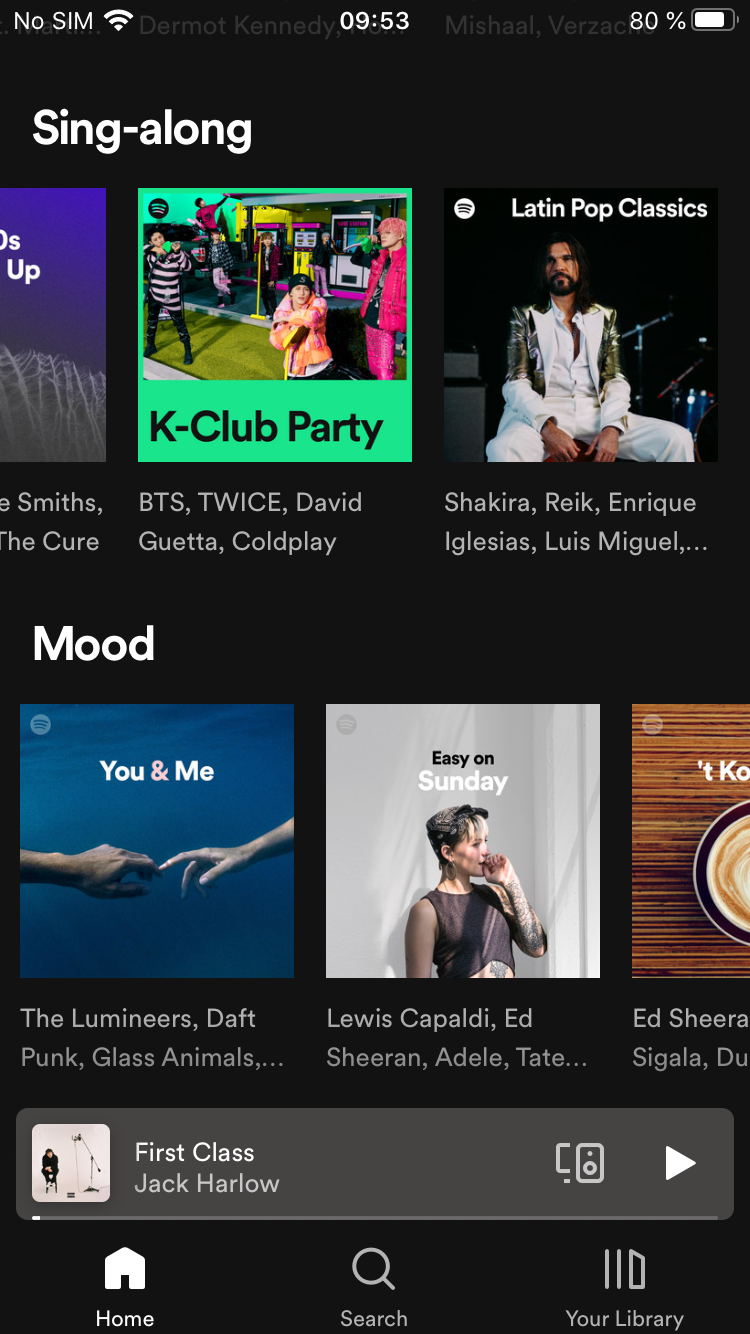 No SIM 09:53 80 %
Dermot Kennedy,
Mishaal, Verzache
Sing-along
0s
Up
K-Club Party
Latin Pop Classics
e Smiths,
The Cure
BTS, TWICE, David
Guetta, Coldplay
Shakira, Reik, Enrique
Iglesias, Luis Miguel,...
Mood
You & Me
Easy on
Sunday
't Ko
The Lumineers, Daft
Punk, Glass Animals,...
Lewis Capaldi, Ed
Sheeran, Adele, Tate...
Ed Sheera
Sigala, Du
First Class
Jack Harlow
Home
Search
Your Library